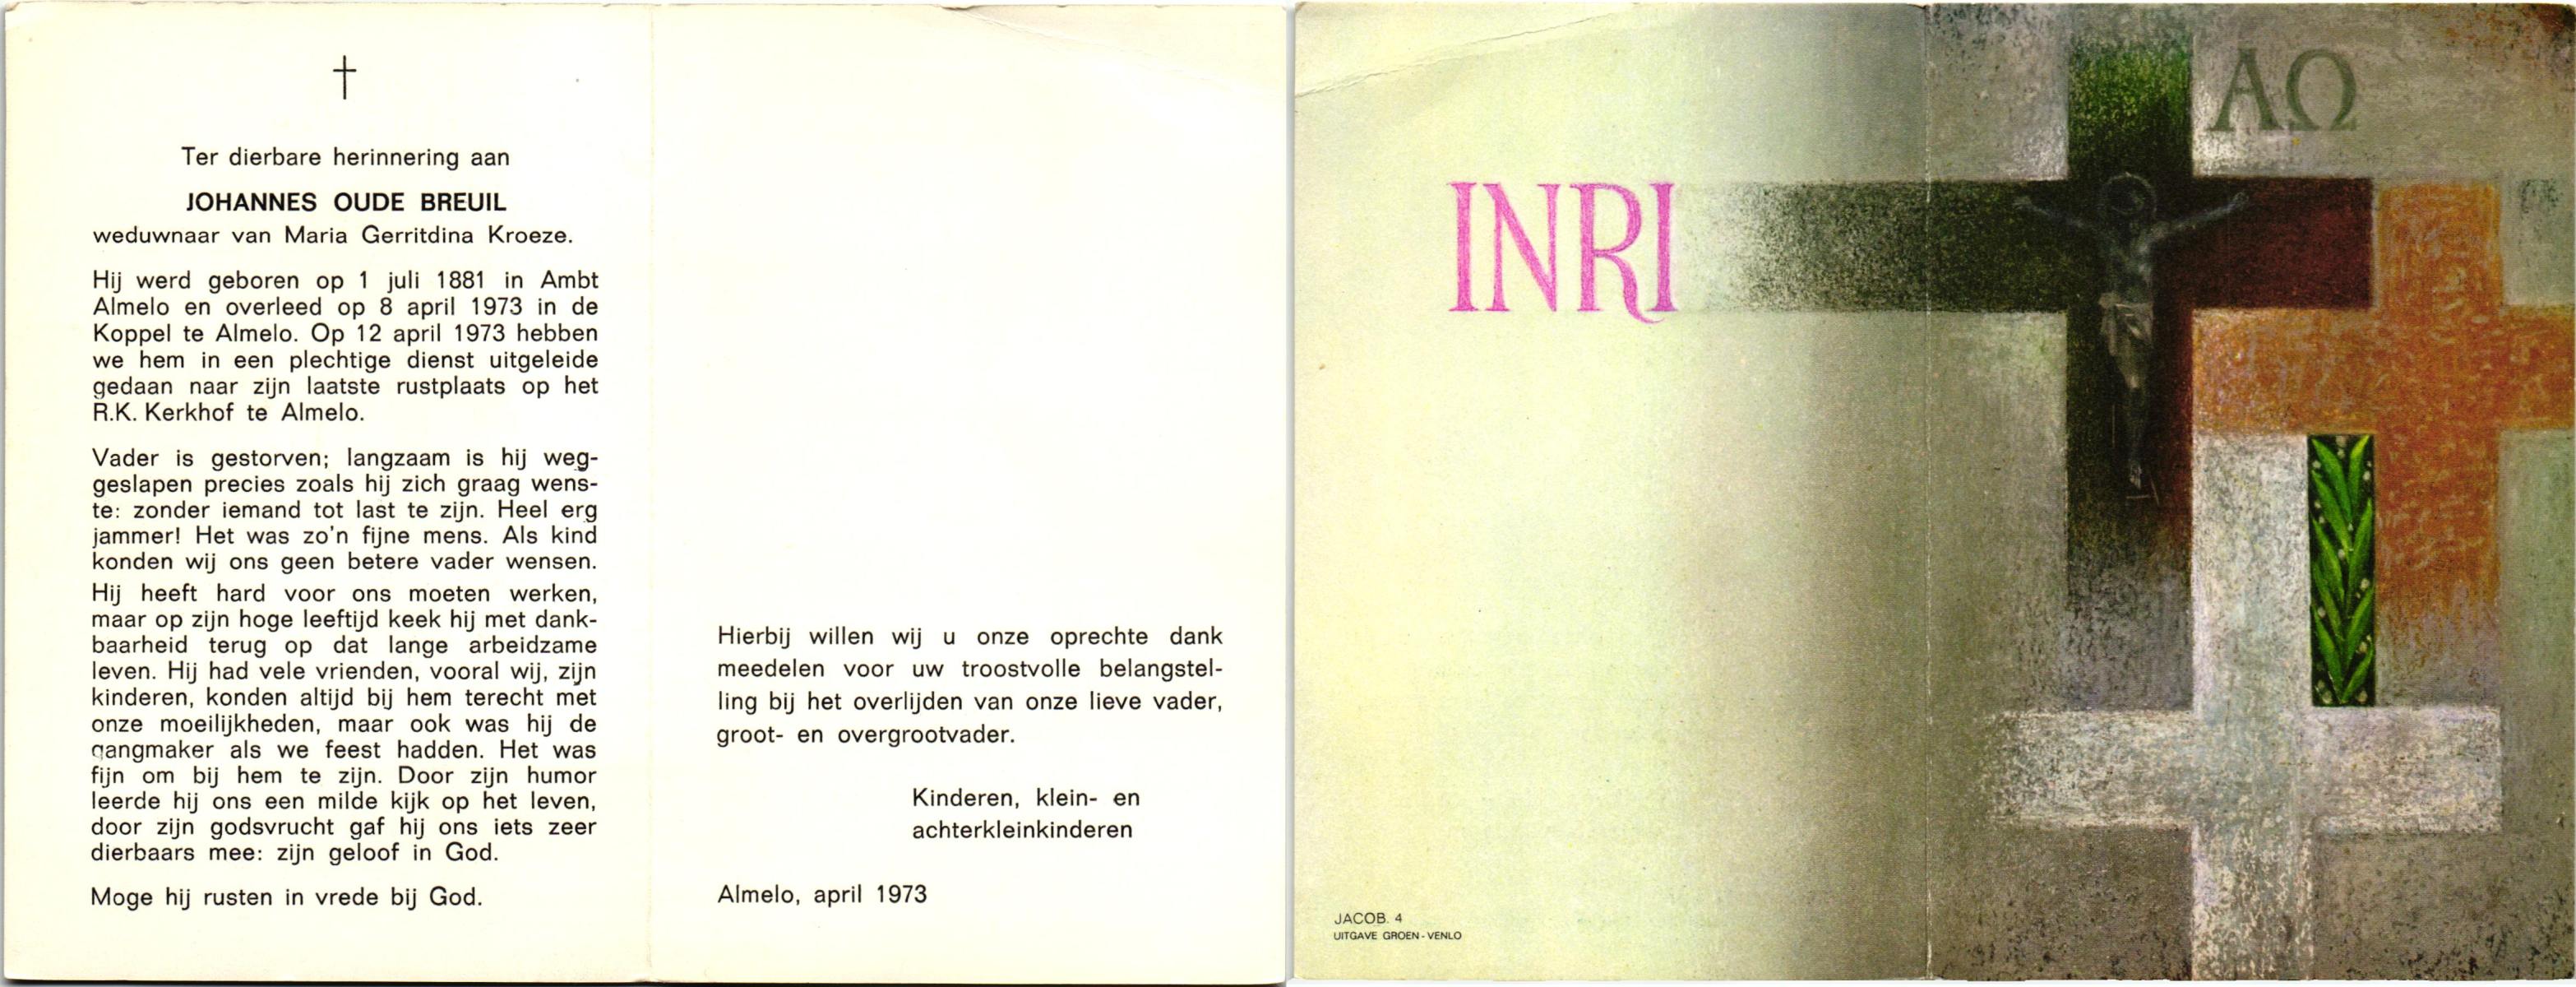 Ter dierbare herinnering aan
JOHANNES OUDE BREUIL
weduwnaar van Maria Gerritdina Kroeze.
Hij werd geboren op 1 juli 1881 in Ambt
Almelo en overleed op 8 april 1973 in de
Koppel te Almelo. Op 12 april 1973 hebben
we hem in een plechtige dienst uitgeleide
gedaan naar zijn laatste rustplaats op het
R.K. Kerkhof te Almelo.
Vader is gestorven; langzaam is hij weg-
geslapen precies zoals hij zich graag wens-
te: zonder iemand tot last te zijn. Heel erg
jammer! Het was zo'n fijne mens. Als kind
konden wij ons geen betere vader wensen.
Hij heeft hard voor ons moeten werken,
maar op zijn hoge leeftijd keek hij met dank-
baarheid terug op dat lange arbeidzame
leven. Hij had vele vrienden, vooral wij, zijn
kinderen, konden altijd bij hem terecht met
onze moeilijkheden, maar ook was hij de
gangmaker als we feest hadden. Het was
fijn om bij hem te zijn. Door zijn humor
leerde hij ons een milde kijk op het leven,
door zijn godsvrucht gaf hij ons iets zeer
dierbaars mee: zijn geloof in God.
Moge hij rusten in vrede bij God.
Hierbij willen wij u onze oprechte dank
meedelen voor uw troostvolle belangstel-
ling bij het overlijden van onze lieve vader,
groot- en overgrootvader.
Kinderen, klein- en
achterkleinkinderen
Almelo, april 1973
INRI
ΑΩ
JACOB. 4
UITGAVE GROEN-VENLO